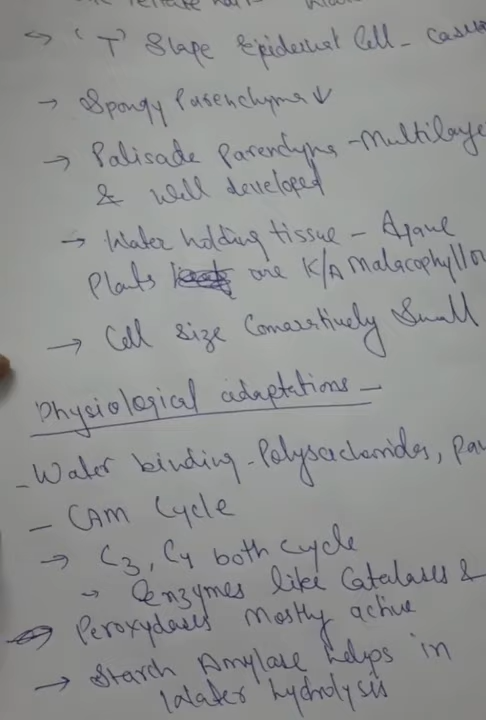 → 'T' Slape Epidermal Cell -
→ Spongy Parenchyma ↓
→ Palisade Parenchyma - Multilaye
& well developed
→ Water holding tissue - Agave
Plants are K/A Malacophyllo
→ Cell Size Comparitively Small
Physiological adaptations -
- Water binding - Polysaccharides,
- CAM Cycle
→ C3, C4 both cycle
→ Enzymes like Catalases &
Peroxydases Mostly active
→ Starch Amylase helps in
Water hydrolysis